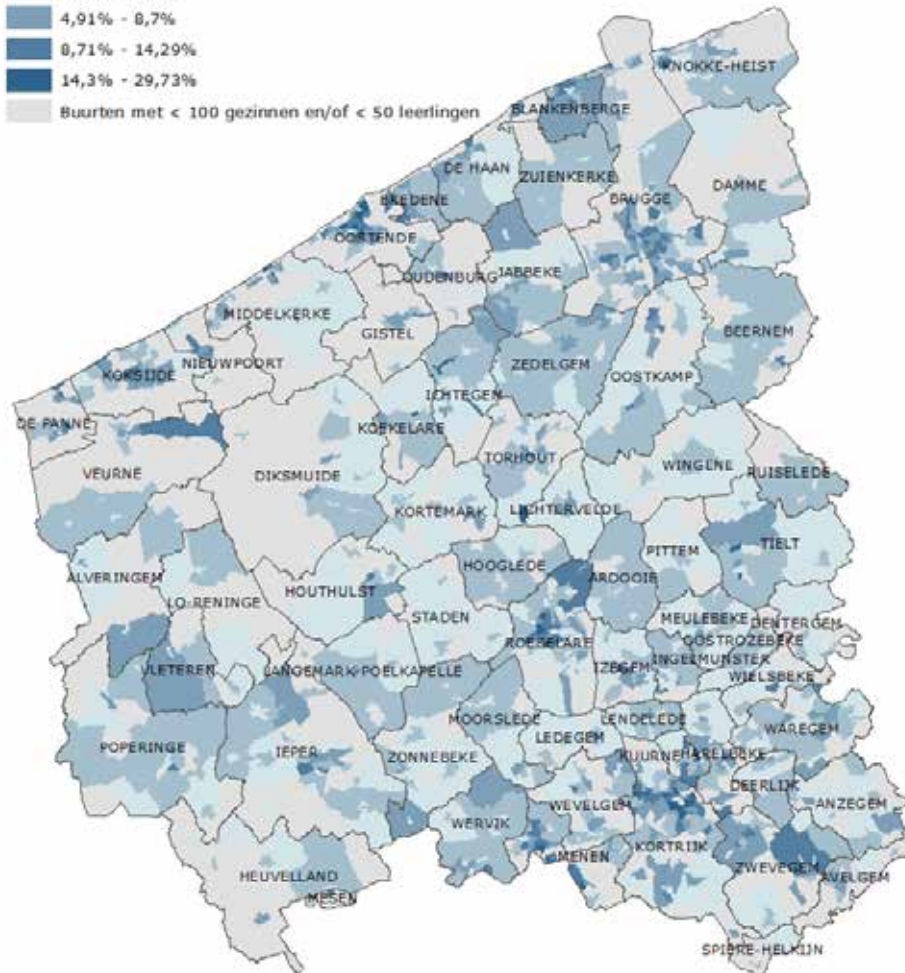 4,91% - 8,7%
8,71% - 14,29%
14,3% - 29,73%
Buurten met < 100 gezinnen en/of < 50 leerlingen
KNOKKE-HEIST
BLANKENBERGE
DE HAAN
ZUIENKERKE
DAMME
BREDENE
BRUGGE
OOSTENDE
OUDENBURG
JABBEKE
MIDDELKERKE
GISTEL
BEERNEM
NIEUWPOORT
ZEDELGEM
KOKSIJDE
OOSTKAMP
ICHTEGEM
DE PANNE
KOEKELARE
TORHOUT
WINGENE
VEURNE
DIKSMUIDE
RUISELEDE
KORTEMARK
LICHTERVELDE
TIELT
PITTEM
HOOGLEDE
ALVERINGEM
HOUTHULST
ARDOOIE
LO-RENINGE
STADEN
MEULEBEKE
DENTERGEM
ROESELARE
OOSTROZEBEKE
VLETEREN
LANGEMARK-POELKAPELLE
IZEGEM
INGELMUNSTER
WIELSBEKE
MOORSLEDE
LENDELEDE
WAREGEM
POPERINGE
IEPER
LEDEGEM
ZONNEBEKE
KUURNE
HARELBEKE
DEERLIJK
WEVELGEM
ANZEGEM
WERVIK
MENEN
KORTRIJK
ZWEVEGEM
AVELGEM
HEUVELLAND
MESEN
SPIERE-HELKIJN